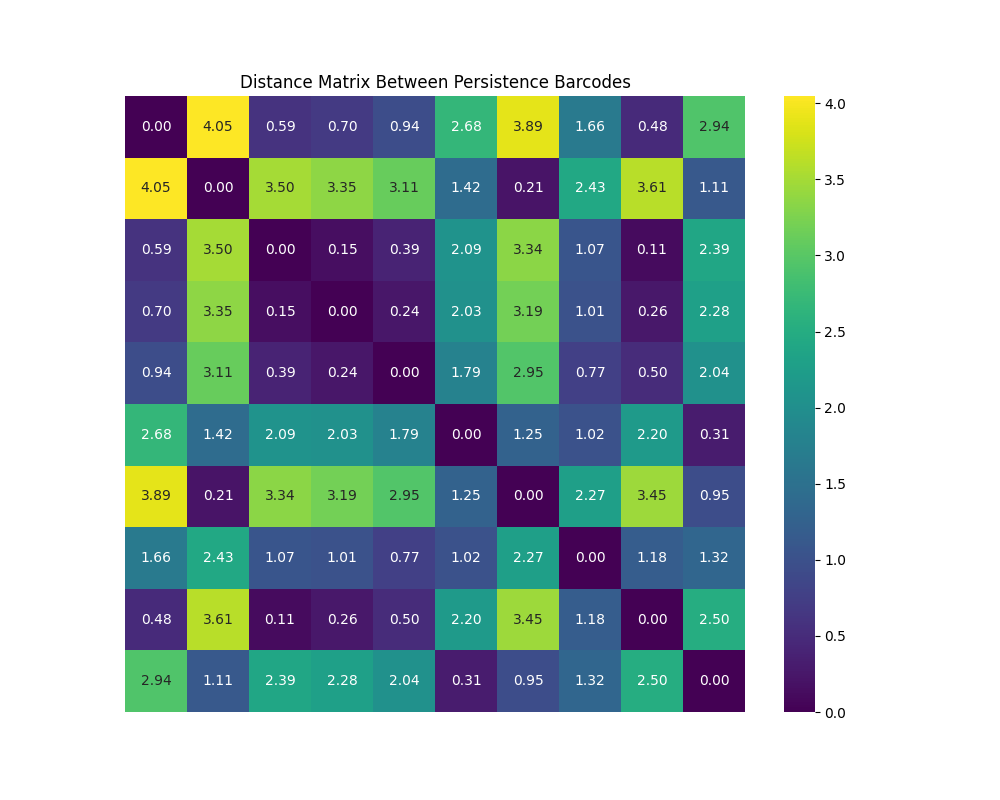 Distance Matrix Between Persistence Barcodes
0.00 4.05 0.59 0.70 0.94 2.68 3.89 1.66 0.48 2.94
4.05 0.00 3.50 3.35 3.11 1.42 0.21 2.43 3.61 1.11
0.59 3.50 0.00 0.15 0.39 2.09 3.34 1.07 0.11 2.39
0.70 3.35 0.15 0.00 0.24 2.03 3.19 1.01 0.26 2.28
0.94 3.11 0.39 0.24 0.00 1.79 2.95 0.77 0.50 2.04
2.68 1.42 2.09 2.03 1.79 0.00 1.25 1.02 2.20 0.31
3.89 0.21 3.34 3.19 2.95 1.25 0.00 2.27 3.45 0.95
1.66 2.43 1.07 1.01 0.77 1.02 2.27 0.00 1.18 1.32
0.48 3.61 0.11 0.26 0.50 2.20 3.45 1.18 0.00 2.50
2.94 1.11 2.39 2.28 2.04 0.31 0.95 1.32 2.50 0.00
4.0
3.5
3.0
2.5
2.0
1.5
1.0
0.5
0.0